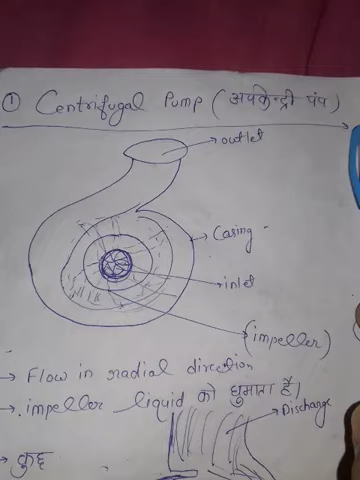 ① Centrifugal Pump (अपकेन्द्री पंप)
outlet
Casing
inlet
(impeller)
→ Flow in radial direction
→ impeller liquid को घुमाता है।
Discharge